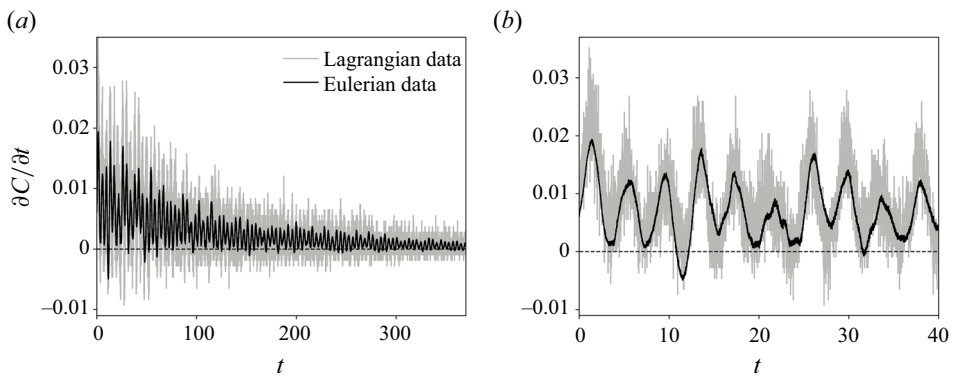 (a)
0.03
0.02
0.01
0
–0.01
∂C/∂t
Lagrangian data
Eulerian data
0 100 200 300
t
(b)
0.03
0.02
0.01
0
–0.01
0 10 20 30 40
t